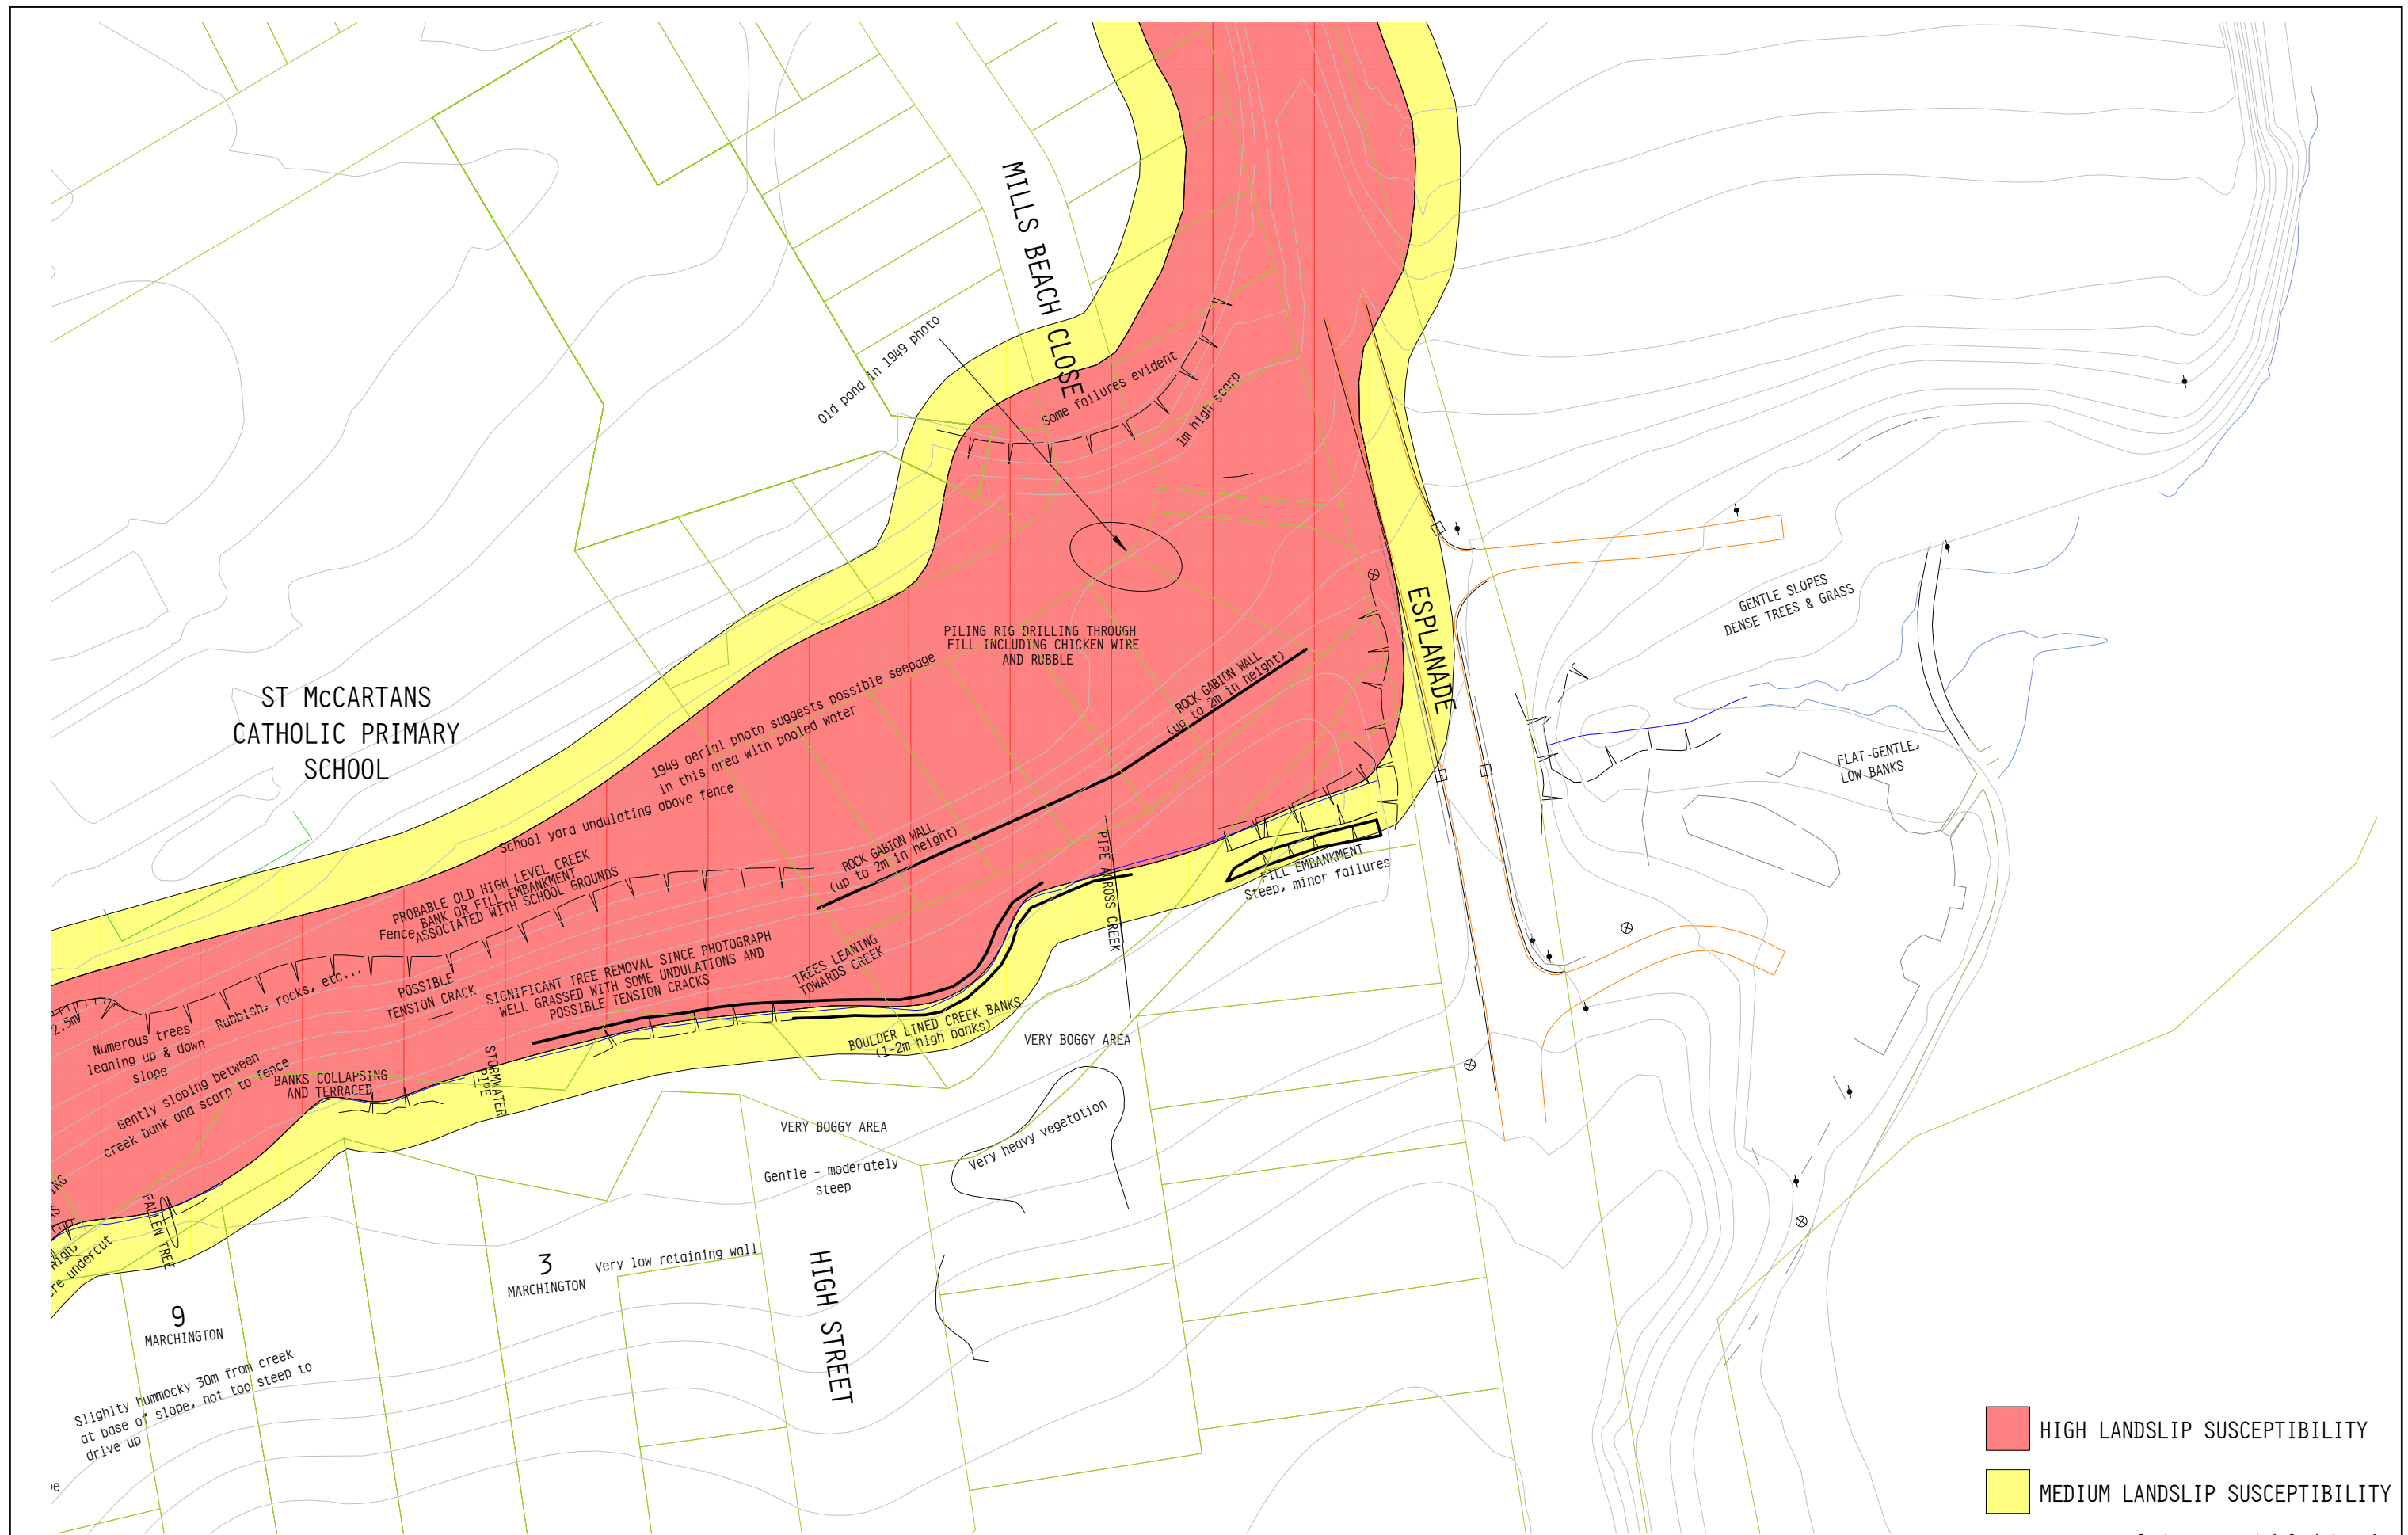 MILLS BEACH CLOSE
Old pond in 1949 photo
Some failures evident
1m high scarp
ESPLANADE
GENTLE SLOPES
DENSE TREES & GRASS
PILING RIG DRILLING THROUGH
FILL INCLUDING CHICKEN WIRE
AND RUBBLE
ROCK GABION WALL
(up to 2m in height)
ST McCARTANS
CATHOLIC PRIMARY
SCHOOL
1949 aerial photo suggests possible seepage
in this area with pooled water
School yard undulating above fence
FLAT-GENTLE,
LOW BANKS
ROCK GABION WALL
(up to 2m in height)
PIPE ACROSS CREEK
FILL EMBANKMENT
Steep, minor failures
PROBABLE OLD HIGH LEVEL CREEK
BANK OR FILL EMBANKMENT
ASSOCIATED WITH SCHOOL GROUNDS
Fence
SIGNIFICANT TREE REMOVAL SINCE PHOTOGRAPH
WELL GRASSED WITH SOME UNDULATIONS AND
POSSIBLE TENSION CRACKS
TREES LEANING
TOWARDS CREEK
POSSIBLE
TENSION CRACK
Rubbish, rocks, etc...
2.5m
Numerous trees
leaning up & down
slope
BOULDER LINED CREEK BANKS
(1-2m high banks)
VERY BOGGY AREA
Gently sloping between
creek bank and scarp to fence
BANKS COLLAPSING
AND TERRACED
STORMWATER
PIPE
VERY BOGGY AREA
Very heavy vegetation
Gentle - moderately
steep
ING
FALLEN TREE
high,
ere undercut
3
MARCHINGTON
Very low retaining wall
HIGH STREET
9
MARCHINGTON
Slighlty hummocky 30m from creek
at base of slope, not too steep to
drive up
HIGH LANDSLIP SUSCEPTIBILITY
MEDIUM LANDSLIP SUSCEPTIBILITY